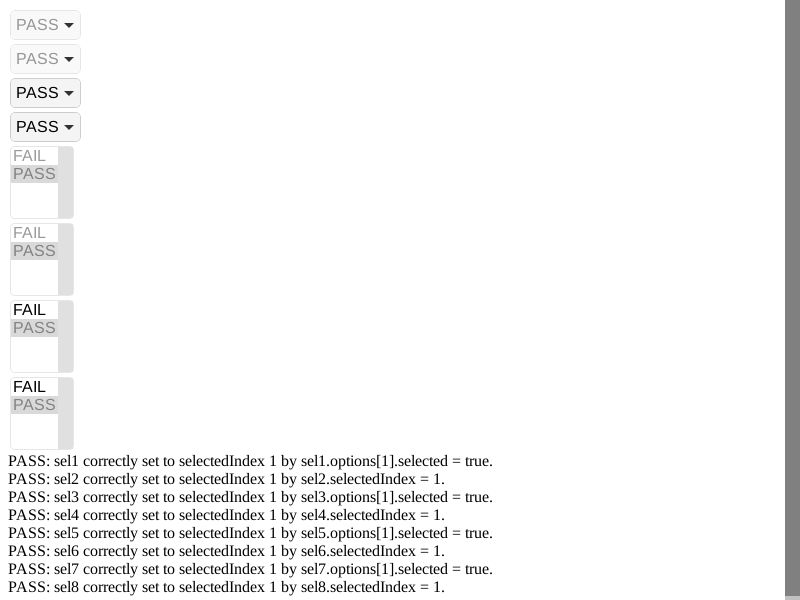 PASS
PASS
PASS
PASS
FAIL
PASS
FAIL
PASS
FAIL
PASS
FAIL
PASS
PASS: sel1 correctly set to selectedIndex 1 by sel1.options[1].selected = true.
PASS: sel2 correctly set to selectedIndex 1 by sel2.selectedIndex = 1.
PASS: sel3 correctly set to selectedIndex 1 by sel3.options[1].selected = true.
PASS: sel4 correctly set to selectedIndex 1 by sel4.selectedIndex = 1.
PASS: sel5 correctly set to selectedIndex 1 by sel5.options[1].selected = true.
PASS: sel6 correctly set to selectedIndex 1 by sel6.selectedIndex = 1.
PASS: sel7 correctly set to selectedIndex 1 by sel7.options[1].selected = true.
PASS: sel8 correctly set to selectedIndex 1 by sel8.selectedIndex = 1.